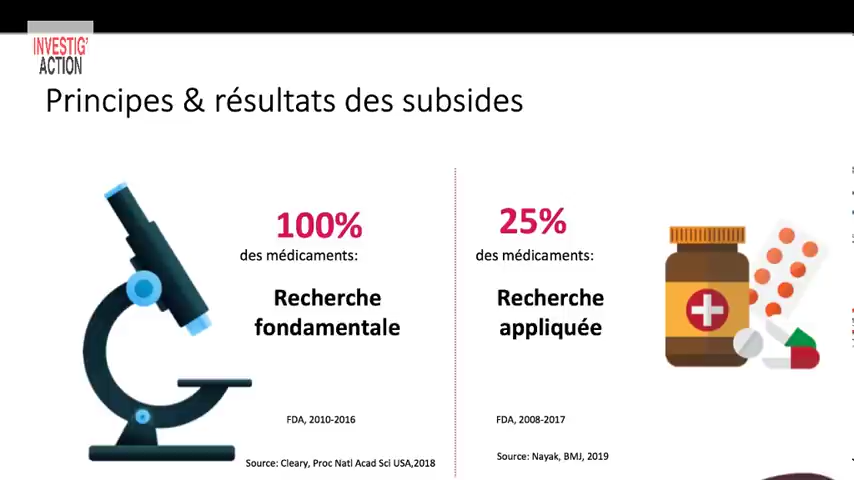 INVESTIG'
ACTION
Principes & résultats des subsides
100%
des médicaments:
Recherche
fondamentale
FDA, 2010-2016
Source: Cleary, Proc Natl Acad Sci USA,2018
25%
des médicaments:
Recherche
appliquée
FDA, 2008-2017
Source: Nayak, BMJ, 2019